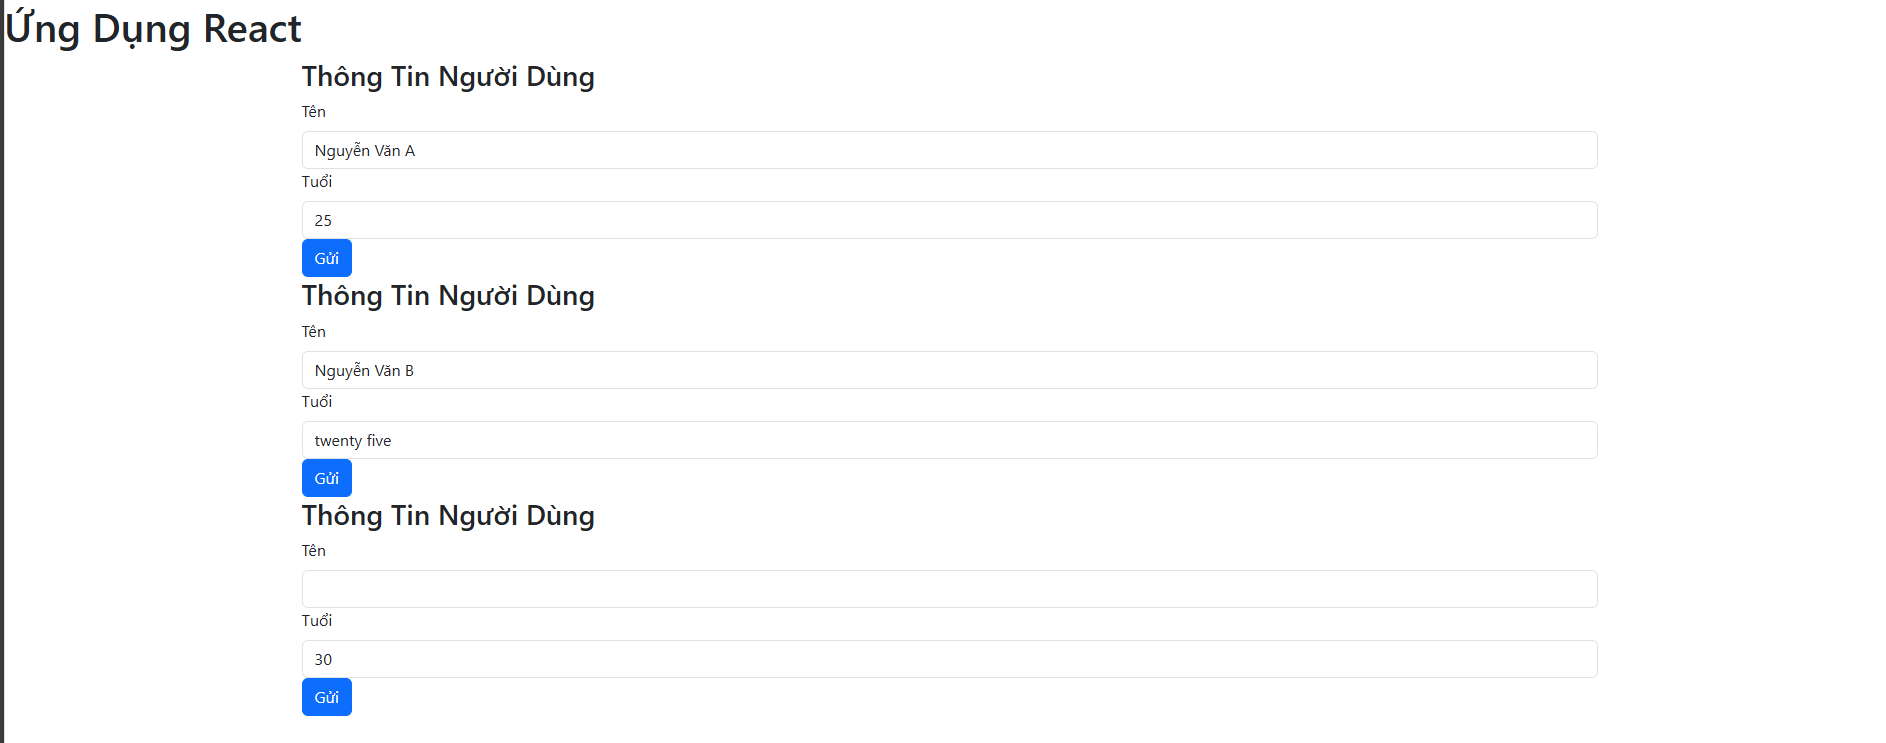 Ứng Dụng React
Thông Tin Người Dùng
Tên
Nguyễn Văn A
Tuổi
25
Gửi
Thông Tin Người Dùng
Tên
Nguyễn Văn B
Tuổi
twenty five
Gửi
Thông Tin Người Dùng
Tên
Tuổi
30
Gửi